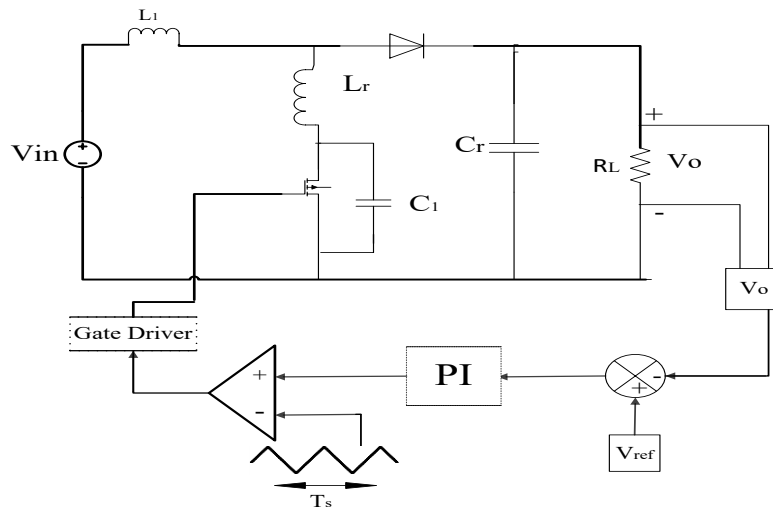 L1
Lr
Vin
Cr
+
RL
Vo
-
C1
Vo
Gate Driver
+
-
PI
-
+
Vref
Ts